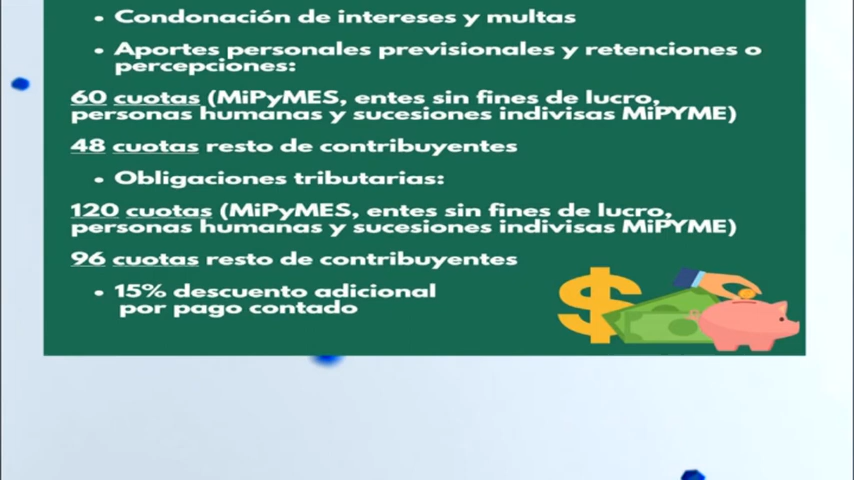 • Condonación de intereses y multas
• Aportes personales previsionales y retenciones o
percepciones:
60 cuotas (MiPyMES, entes sin fines de lucro,
personas humanas y sucesiones indivisas MiPYME)
48 cuotas resto de contribuyentes
• Obligaciones tributarias:
120 cuotas (MiPyMES, entes sin fines de lucro,
personas humanas y sucesiones indivisas MiPYME)
96 cuotas resto de contribuyentes
• 15% descuento adicional
por pago contado